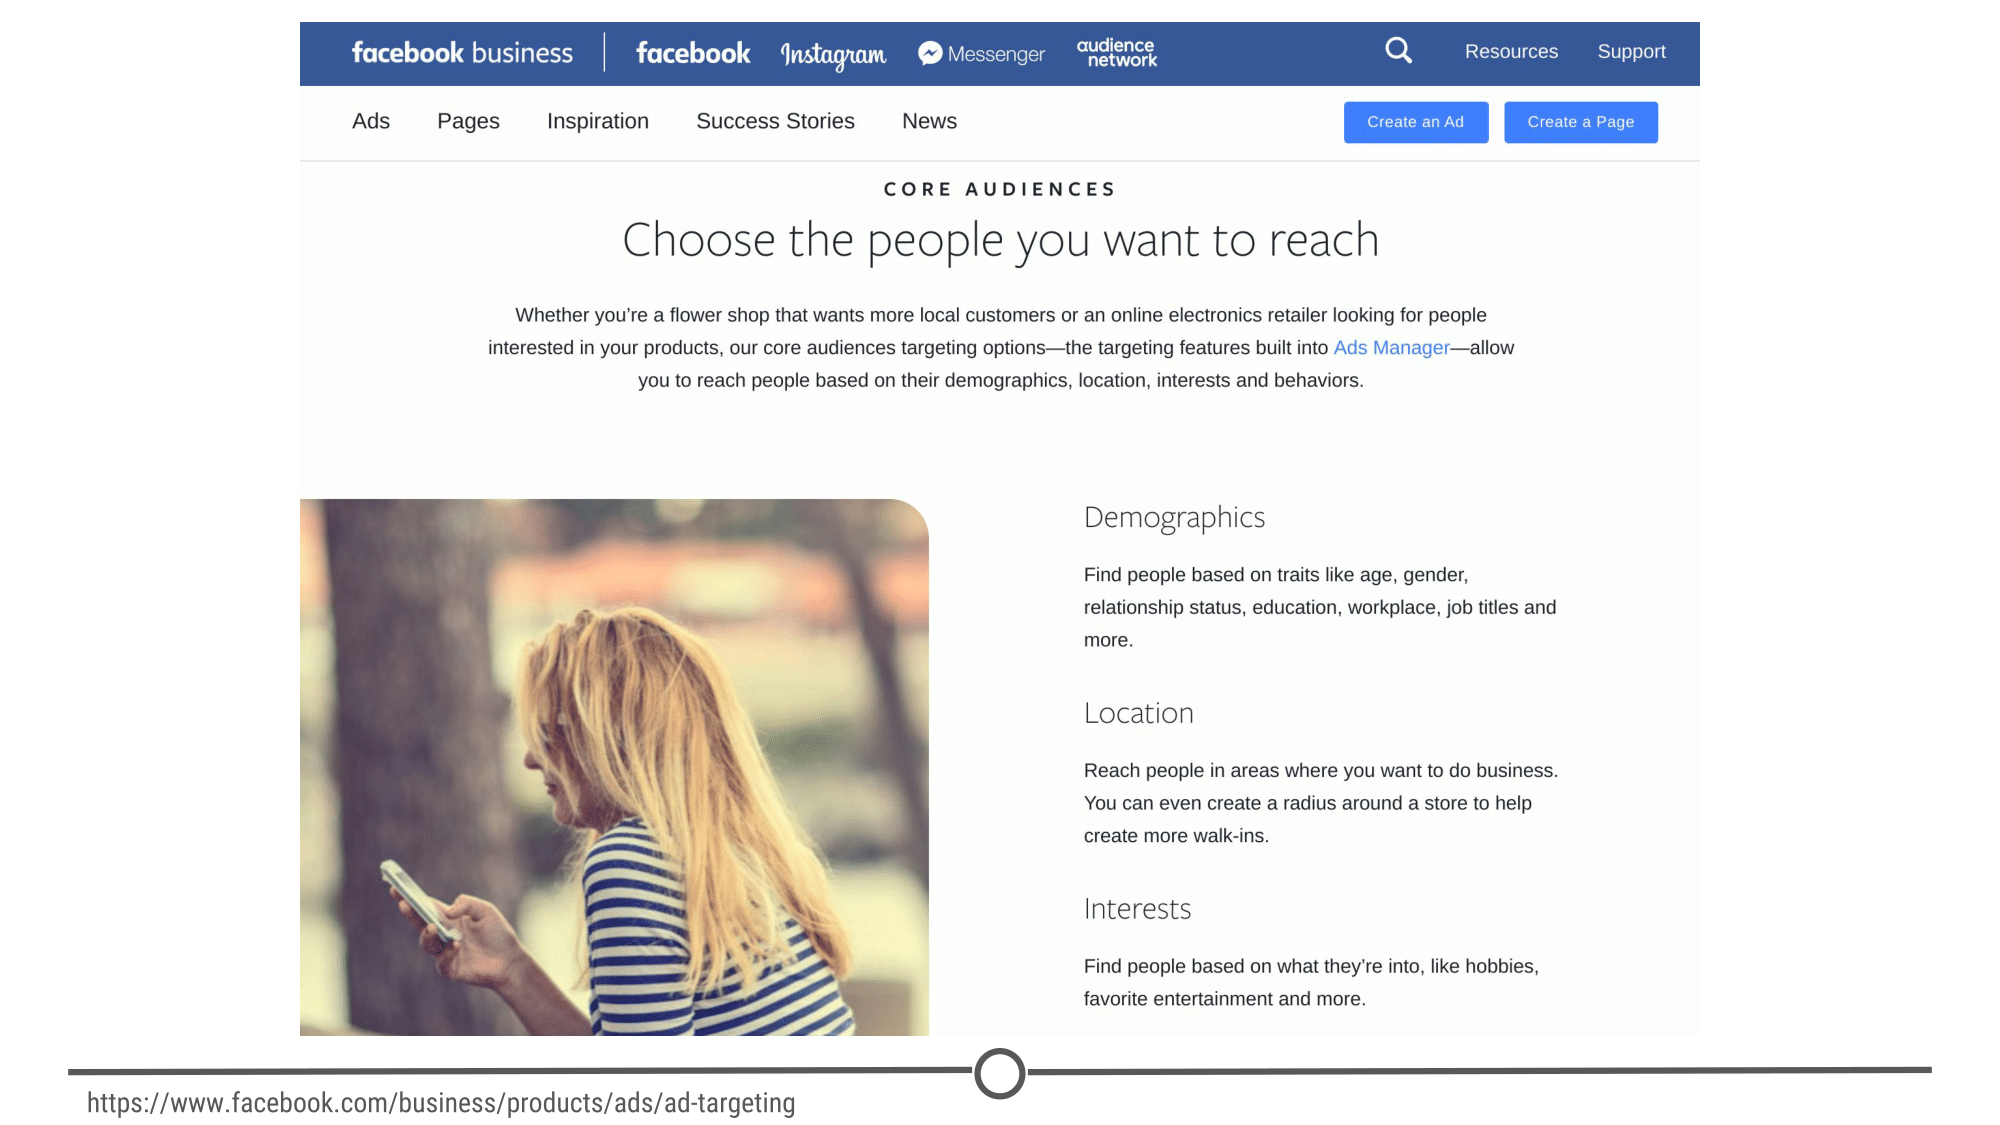 facebook business facebook Instagram Messenger audience network Resources Support
Ads Pages Inspiration Success Stories News Create an Ad Create a Page
CORE AUDIENCES
Choose the people you want to reach
Whether you’re a flower shop that wants more local customers or an online electronics retailer looking for people
interested in your products, our core audiences targeting options—the targeting features built into Ads Manager—allow
you to reach people based on their demographics, location, interests and behaviors.
Demographics
Find people based on traits like age, gender,
relationship status, education, workplace, job titles and
more.
Location
Reach people in areas where you want to do business.
You can even create a radius around a store to help
create more walk-ins.
Interests
Find people based on what they’re into, like hobbies,
favorite entertainment and more.
https://www.facebook.com/business/products/ads/ad-targeting